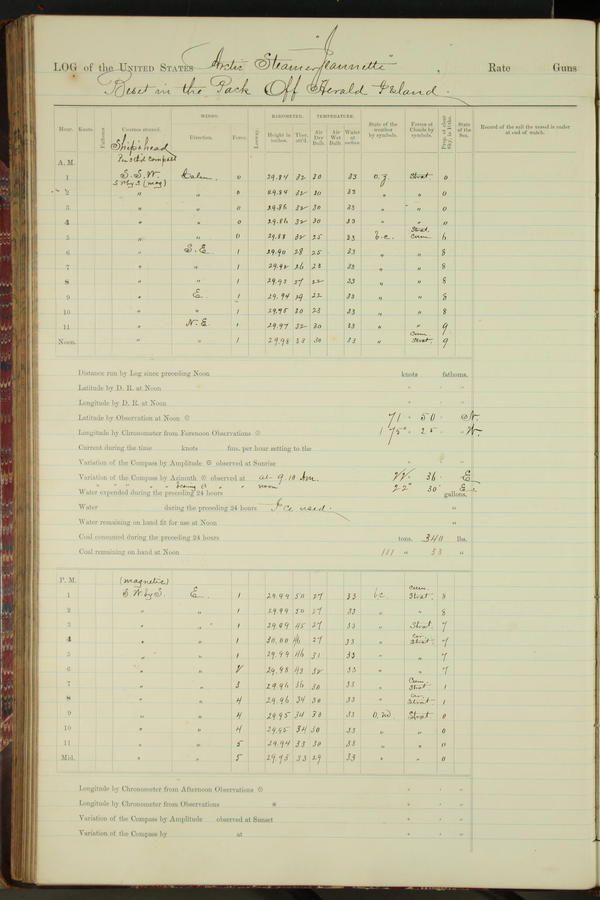 LOG of the UNITED STATES Arctic Steamer "Jeannette", Rate Guns
Beset in the Pack Off Herald Island.
WINDS. BAROMETER. TEMPERATURE.
Hour. Knots. Fathoms Courses steered. Direction. Force. Leeway. Height in inches. Ther. att'd. Air Dry Bulb. Air Wet Bulb. Water at surface State of the weather by symbols. Forms of Clouds by symbols. Prop. of clear sky, in 10ths. State of the Sea. Record of the sail the vessel is under at end of watch.
Ship's head
Pr st'd compass
A. M.
1 S.S.W. Calm 0 29.84 32 30 33 O.z. Strat. 0
SW by S (mag)
2 " " 0 29.84 32 30 33 " " 0
3 " " 0 29.86 32 30 33 " " 0
4 " " 0 29.86 32 30 33 " " 0
5 " " 0 29.88 32 25 33 b.c. Strat. Cum 6
6 " S.E. 1 29.90 28 25 33 " " 8
7 " " 1 29.92 26 23 33 " " 8
8 " " 1 29.93 27 22 33 " " 8
9 " E. 1 29.94 29 22 33 " " 8
10 " " 1 29.95 30 23 33 " " 8
11 " N.E. 1 29.97 32 30 33 " " 9
Noon. " " 1 29.98 33 30 33 " Cum. Strat. 9
Distance run by Log since preceding Noon knots fathoms.
Latitude by D. R. at Noon ° ' "
Longitude by D. R. at Noon ° ' "
Latitude by Observation at Noon 71 ° 50 ' N.
Longitude by Chronometer from Forenoon Observations 175 ° 25 ' W.
Current during the time knots fms. per hour setting to the
Variation of the Compass by Amplitude observed at Sunrise
Variation of the Compass by Azimuth observed at 9.10 Am. 22 ° 36 ' E
" " " " bearing " noon 22° 30' E
Water expended during the preceding 24 hours gallons.
Water during the preceding 24 hours Ice used. "
Water remaining on hand fit for use at Noon "
Coal consumed during the preceding 24 hours tons. 340 lbs.
Coal remaining on hand at Noon "
P. M. (magnetic)
1 S.W by S. E. 1 29.99 50 27 33 b.c. Cum. Strat. 8
2 " " 1 29.99 50 27 33 " " 8
3 " " 1 29.99 45 27 33 " Strat. 7
4 " " 1 30.00 46 27 33 " Cir. Strat. 7
5 " " 1 29.99 46 31 33 " " 7
6 " " 2 29.98 43 32 33 " " 7
7 " " 3 29.96 36 30 33 " Cum. Strat 1
8 " " 4 29.96 34 30 33 " Cir. Strat 1
9 " " 4 29.95 34 30 33 O.m. Strat 0
10 " " 4 29.95 34 30 33 " " 0
11 " " 5 29.94 33 30 33 " " 0
Mid. " " 5 29.93 33 29 33 " " 0
Longitude by Chronometer from Afternoon Observations ° ' "
Longitude by Chronometer from Observations ° ' "
Variation of the Compass by Amplitude observed at Sunset ° ' "
Variation of the Compass by at ° ' "